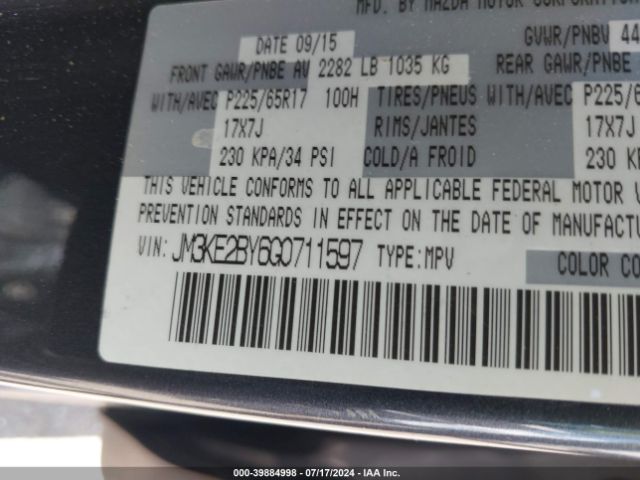 MFD. BY MAZDA MOTOR CORPORATION
DATE 09/15 GVWR/PNBV 44
FRONT GAWR/PNBE AV 2282 LB 1035 KG REAR GAWR/PNBE
WITH/AVEC P225/65R17 100H TIRES/PNEUS WITH/AVEC P225/6
17X7J RIMS/JANTES 17X7J
230 KPA/34 PSI COLD/A FROID 230 KP
THIS VEHICLE CONFORMS TO ALL APPLICABLE FEDERAL MOTOR
PREVENTION STANDARDS IN EFFECT ON THE DATE OF MANUFACTU
VIN: JM3KE2BY6G0711597 TYPE:MPV COLOR CO
000-39884998 - 07/17/2024 - IAA Inc.